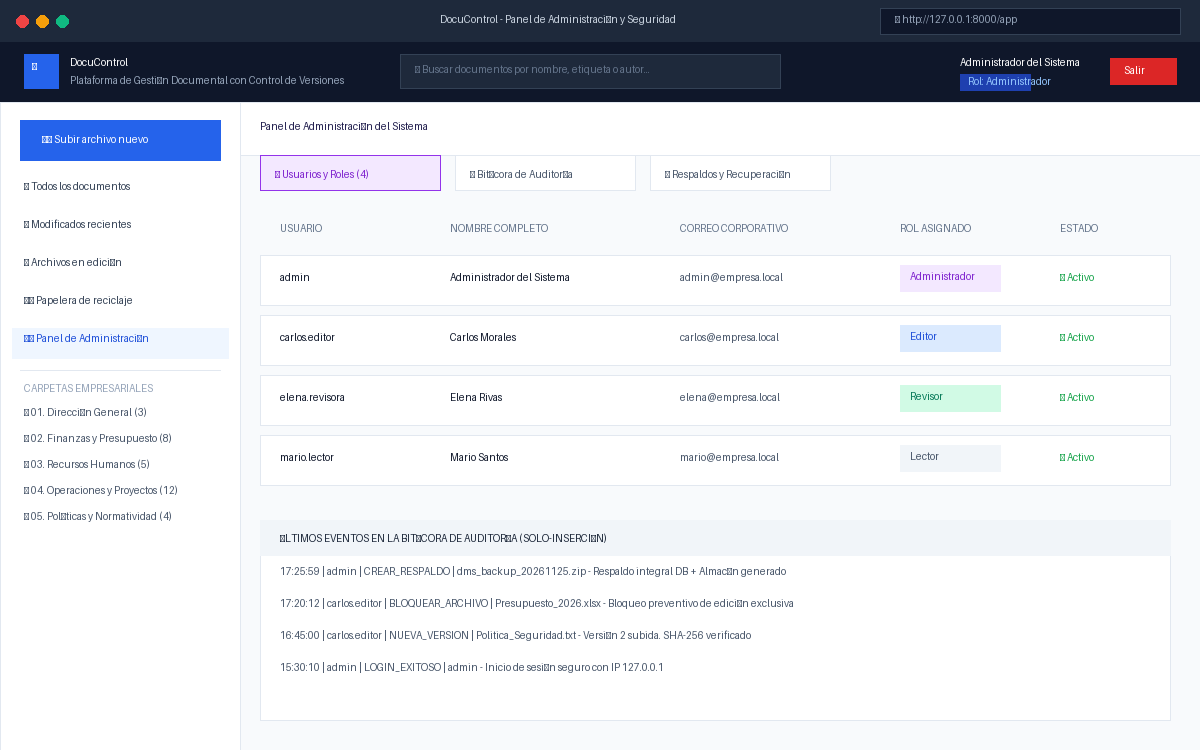 DocuControl - Panel de Administraci□n y Seguridad
□ http://127.0.0.1:8000/app
□
DocuControl
Plataforma de Gesti□n Documental con Control de Versiones
□ Buscar documentos por nombre, etiqueta o autor...
Administrador del Sistema
Rol: Administrador
Salir
□□ Subir archivo nuevo
□ Todos los documentos
□ Modificados recientes
□ Archivos en edici□n
□□ Papelera de reciclaje
□□ Panel de Administraci□n
CARPETAS EMPRESARIALES
□ 01. Direcci□n General (3)
□ 02. Finanzas y Presupuesto (8)
□ 03. Recursos Humanos (5)
□ 04. Operaciones y Proyectos (12)
□ 05. Pol□ticas y Normatividad (4)
Panel de Administraci□n del Sistema
□ Usuarios y Roles (4)
□ Bit□cora de Auditor□a
□ Respaldos y Recuperaci□n
USUARIO NOMBRE COMPLETO CORREO CORPORATIVO ROL ASIGNADO ESTADO
admin Administrador del Sistema admin@empresa.local Administrador □ Activo
carlos.editor Carlos Morales carlos@empresa.local Editor □ Activo
elena.revisora Elena Rivas elena@empresa.local Revisor □ Activo
mario.lector Mario Santos mario@empresa.local Lector □ Activo
□LTIMOS EVENTOS EN LA BIT□CORA DE AUDITOR□A (SOLO-INSERCI□N)
17:25:59 | admin | CREAR_RESPALDO | dms_backup_20261125.zip - Respaldo integral DB + Almac□n generado
17:20:12 | carlos.editor | BLOQUEAR_ARCHIVO | Presupuesto_2026.xlsx - Bloqueo preventivo de edici□n exclusiva
16:45:00 | carlos.editor | NUEVA_VERSION | Politica_Seguridad.txt - Versi□n 2 subida. SHA-256 verificado
15:30:10 | admin | LOGIN_EXITOSO | admin - Inicio de sesi□n seguro con IP 127.0.0.1